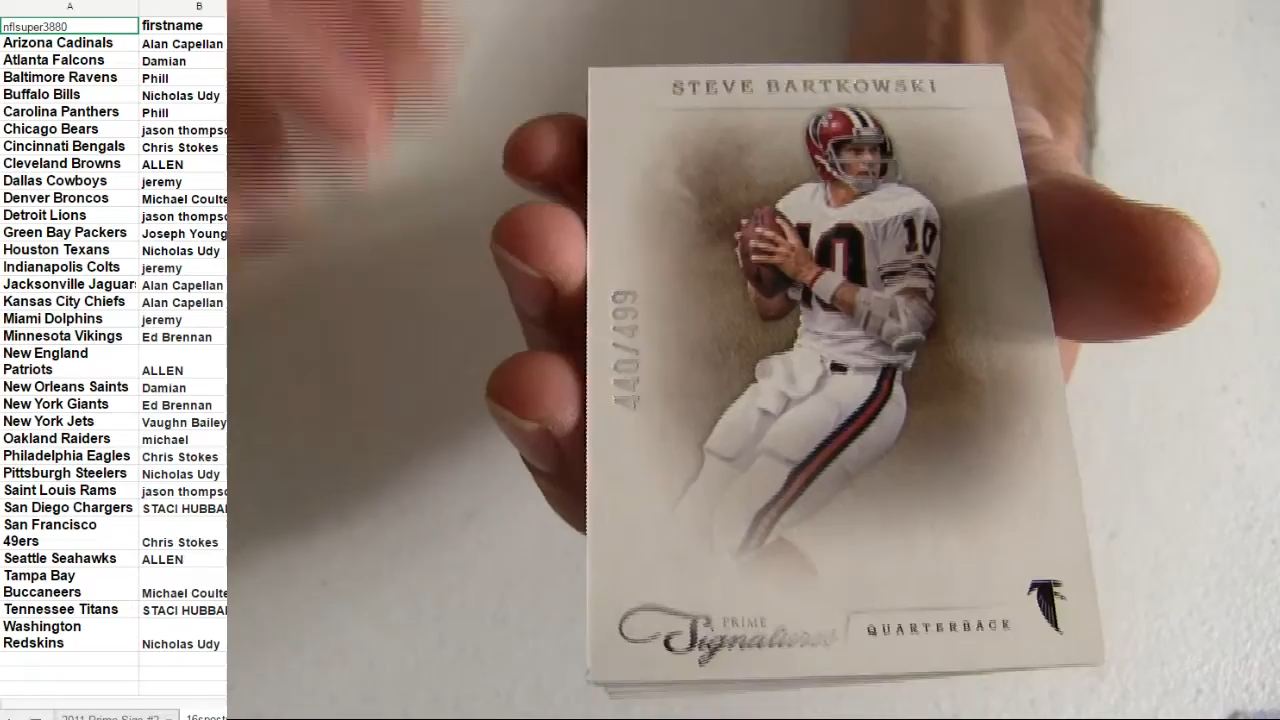 A B
nflsuper3880 firstname
Arizona Cadinals Alan Capellan
Atlanta Falcons Damian
Baltimore Ravens Phill
Buffalo Bills Nicholas Udy
Carolina Panthers Phill
Chicago Bears jason thompso
Cincinnati Bengals Chris Stokes
Cleveland Browns ALLEN
Dallas Cowboys jeremy
Denver Broncos Michael Coulte
Detroit Lions jason thompso
Green Bay Packers Joseph Young
Houston Texans Nicholas Udy
Indianapolis Colts jeremy
Jacksonville Jaguar Alan Capellan
Kansas City Chiefs Alan Capellan
Miami Dolphins jeremy
Minnesota Vikings Ed Brennan
New England
Patriots ALLEN
New Orleans Saints Damian
New York Giants Ed Brennan
New York Jets Vaughn Bailey
Oakland Raiders michael
Philadelphia Eagles Chris Stokes
Pittsburgh Steelers Nicholas Udy
Saint Louis Rams jason thompso
San Diego Chargers STACI HUBBA
San Francisco
49ers Chris Stokes
Seattle Seahawks ALLEN
Tampa Bay
Buccaneers Michael Coulte
Tennessee Titans STACI HUBBA
Washington
Redskins Nicholas Udy
2011 Prime Sigs #2 16spost
STEVE BARTKOWSKI
10
10
440/499
PRIME
Signatures
QUARTERBACK